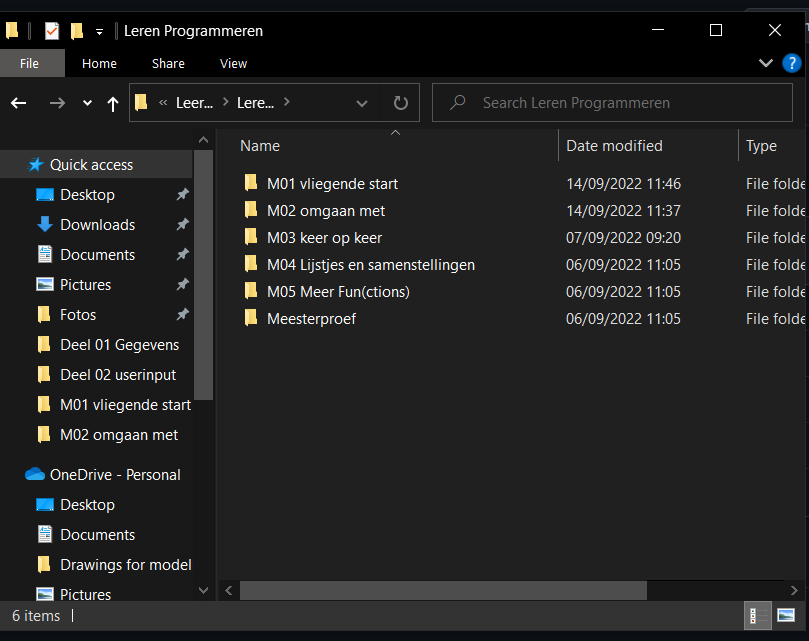 Leren Programmeren
File Home Share View
?
« Leer... > Lere... >
Search Leren Programmeren
Name Date modified Type
Quick access
Desktop
Downloads
Documents
Pictures
Fotos
Deel 01 Gegevens
Deel 02 userinput
M01 vliegende start
M02 omgaan met
OneDrive - Personal
Desktop
Documents
Drawings for model
Pictures
M01 vliegende start 14/09/2022 11:46 File folde
M02 omgaan met 14/09/2022 11:37 File folde
M03 keer op keer 07/09/2022 09:20 File folde
M04 Lijstjes en samenstellingen 06/09/2022 11:05 File folde
M05 Meer Fun(ctions) 06/09/2022 11:05 File folde
Meesterproef 06/09/2022 11:05 File folde
6 items